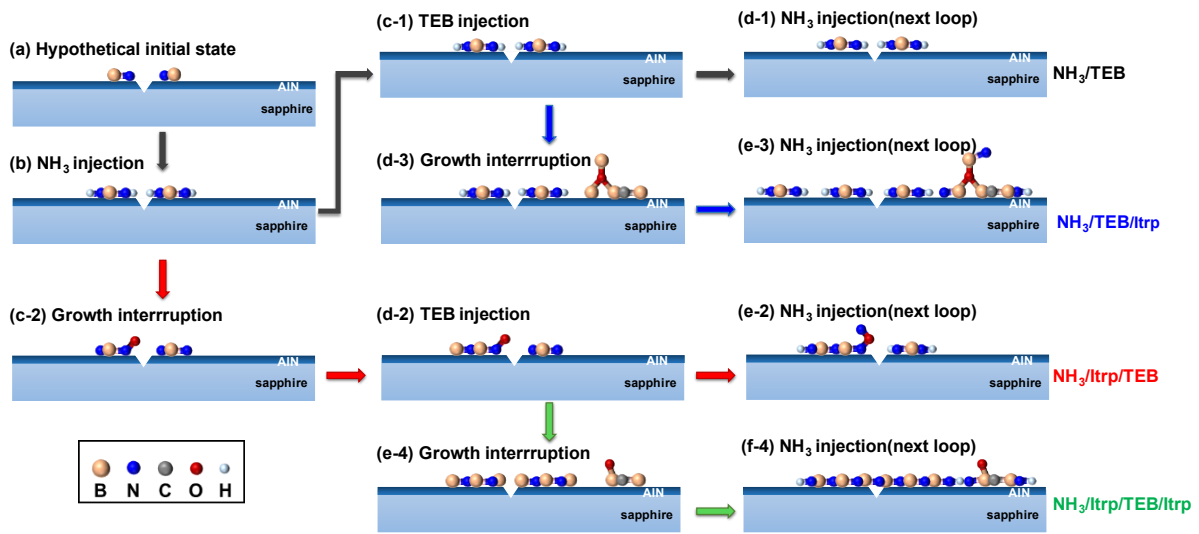 (a) Hypothetical initial state
AlN
sapphire
(b) NH3 injection
AlN
sapphire
(c-1) TEB injection
AlN
sapphire
(d-1) NH3 injection(next loop)
AlN
sapphire
NH3/TEB
(d-3) Growth interrruption
AlN
sapphire
(e-3) NH3 injection(next loop)
AlN
sapphire
NH3/TEB/Itrp
(c-2) Growth interrruption
AlN
sapphire
(d-2) TEB injection
AlN
sapphire
(e-2) NH3 injection(next loop)
AlN
sapphire
NH3/Itrp/TEB
(e-4) Growth interrruption
AlN
sapphire
(f-4) NH3 injection(next loop)
AlN
sapphire
NH3/Itrp/TEB/Itrp
B N C O H